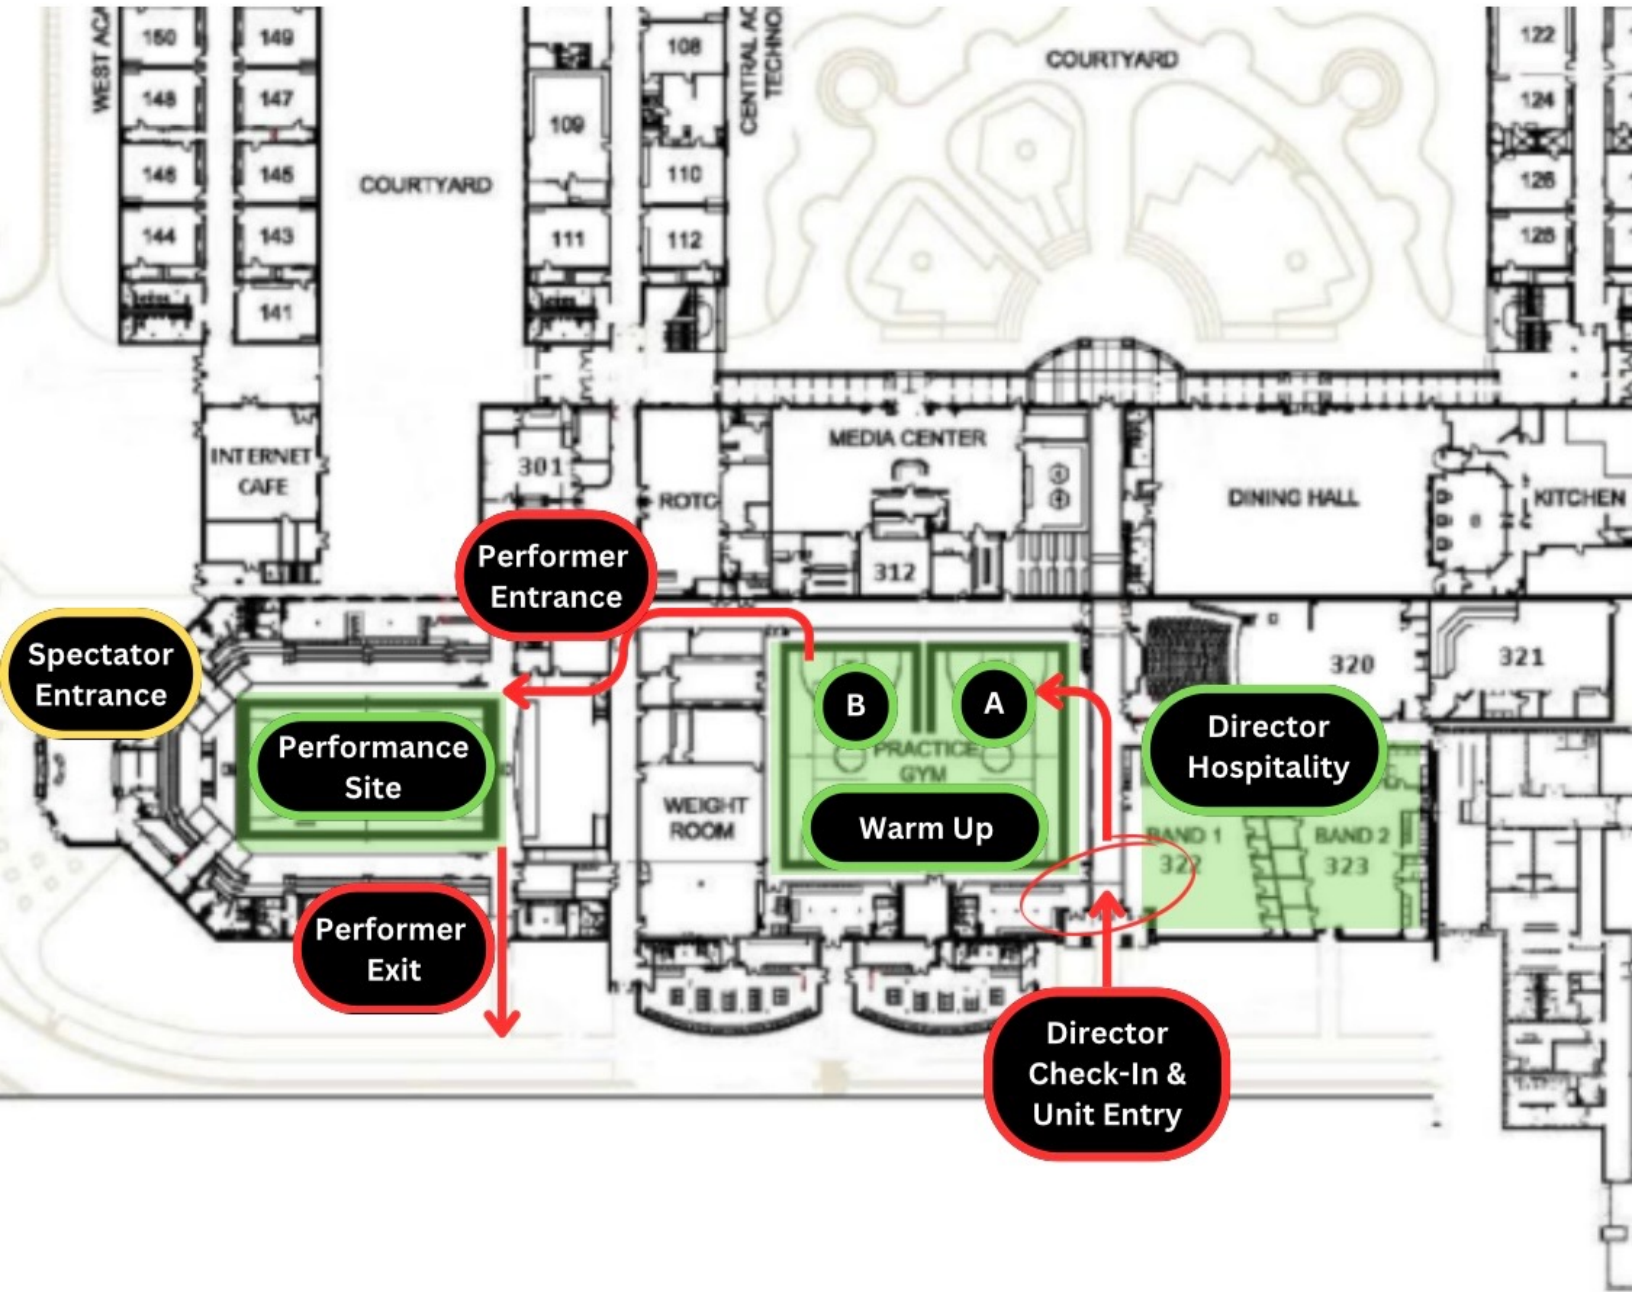 WEST ACA
150
149
148
147
146
145
144
143
141
COURTYARD
109
111
108
110
112
CENTRAL AC
TECHNO
COURTYARD
122
124
126
128
INTERNET
CAFE
301
ROTC
MEDIA CENTER
312
DINING HALL
KITCHEN
Performer
Entrance
Spectator
Entrance
Performance
Site
Performer
Exit
WEIGHT
ROOM
B
A
PRACTICE
GYM
Warm Up
320
321
Director
Hospitality
BAND 1
322
BAND 2
323
Director
Check-In &
Unit Entry